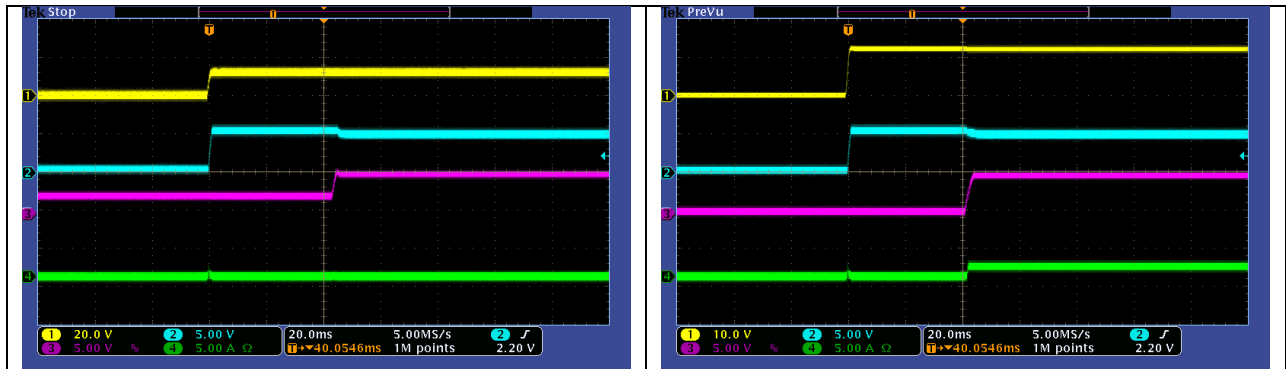 Tek Stop
T
T
1
2
3
4
1 20.0 V 2 5.00 V
3 5.00 V 4 5.00 A Ω
20.0ms 5.00MS/s
T→▼40.0546ms 1M points
2 ʃ
2.20 V
Tek PreVu
T
T
1
2
3
4
1 10.0 V 2 5.00 V
3 5.00 V 4 5.00 A Ω
20.0ms 5.00MS/s
T→▼40.0546ms 1M points
2 ʃ
2.20 V